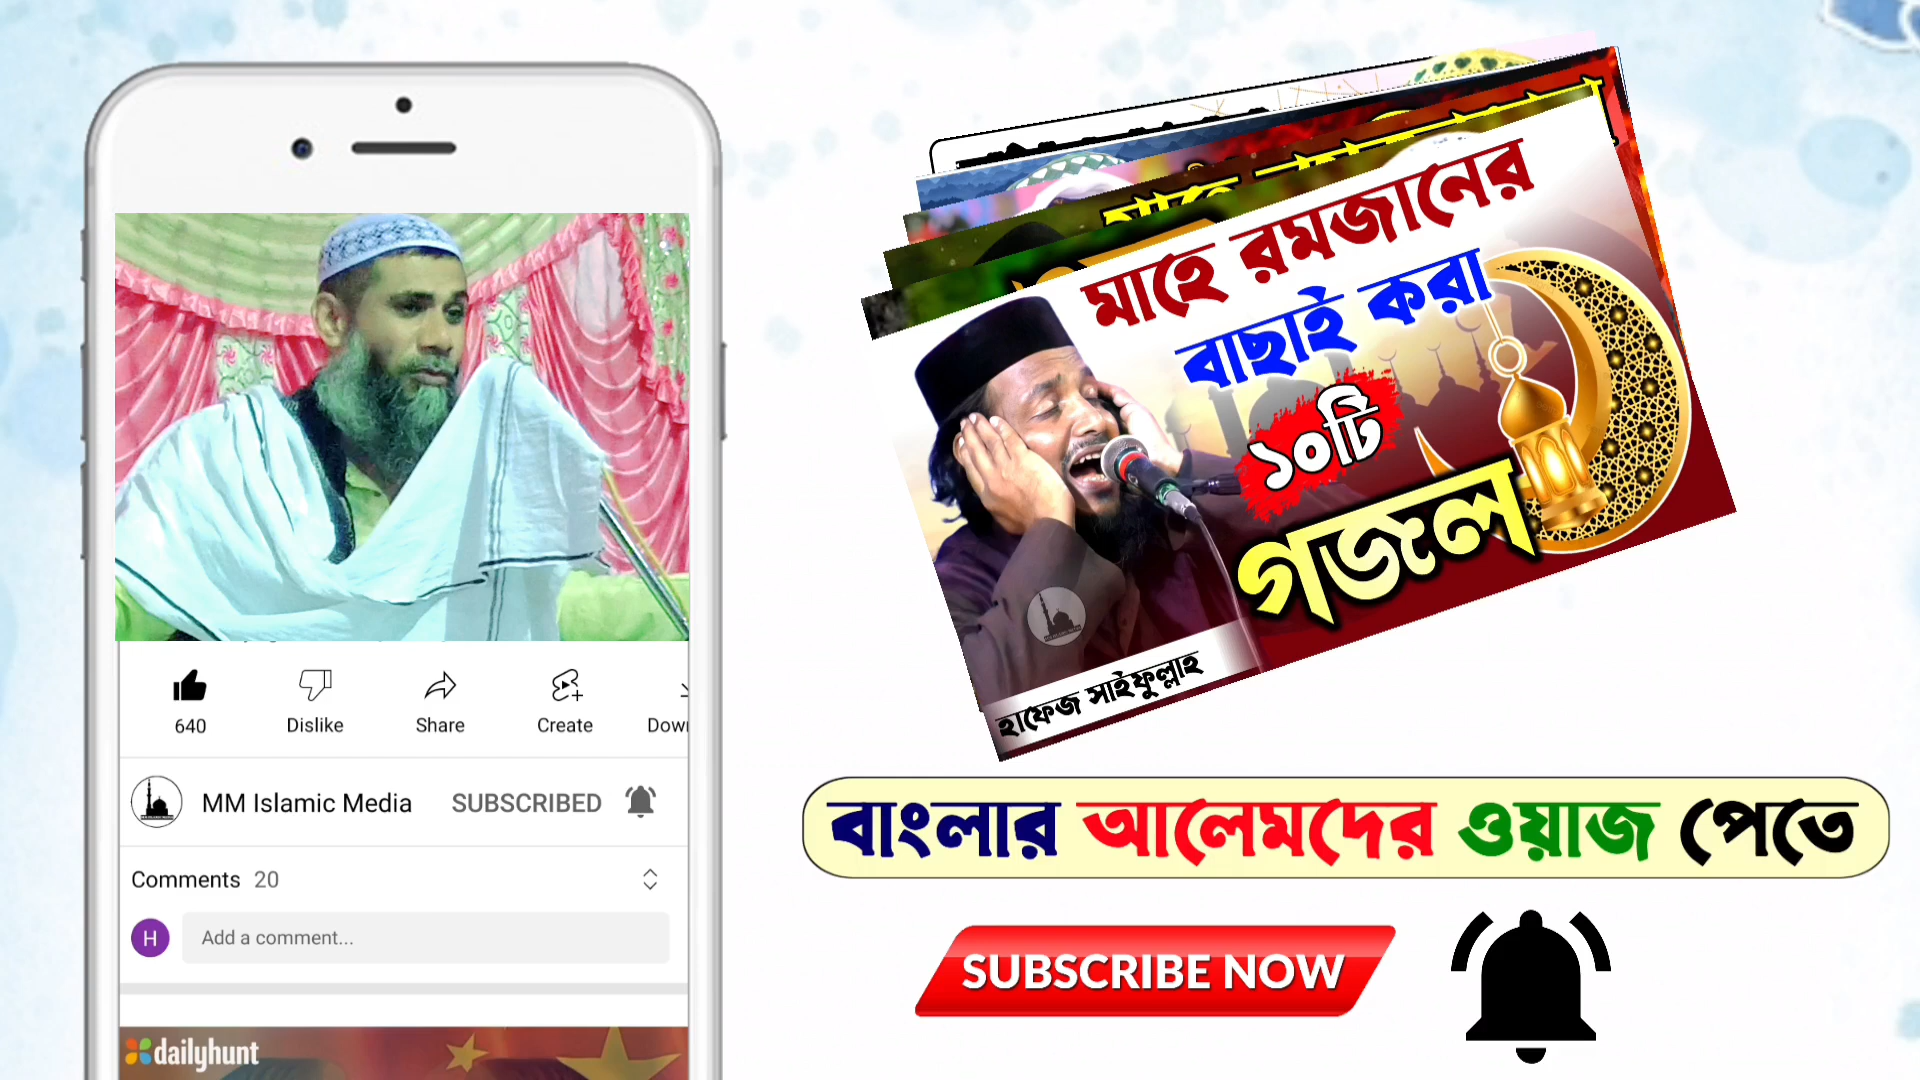 640
Dislike
Share
Create
Down
MM Islamic Media
SUBSCRIBED
Comments 20
H
Add a comment...
dailyhunt
মাহে রমজানের
বাছাই করা
১০টি
গজল
হাফেজ সাইফুল্লাহ
বাংলার আলেমদের ওয়াজ পেতে
SUBSCRIBE NOW